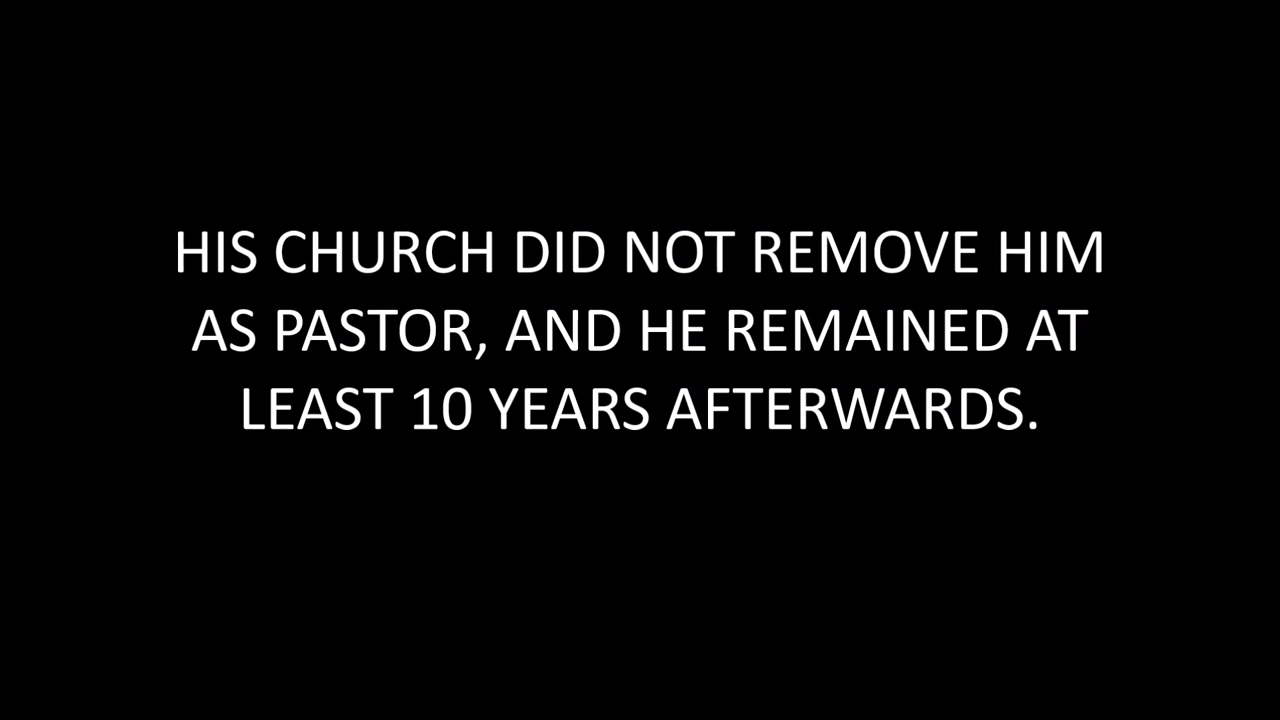 HIS CHURCH DID NOT REMOVE HIM
AS PASTOR, AND HE REMAINED AT
LEAST 10 YEARS AFTERWARDS.